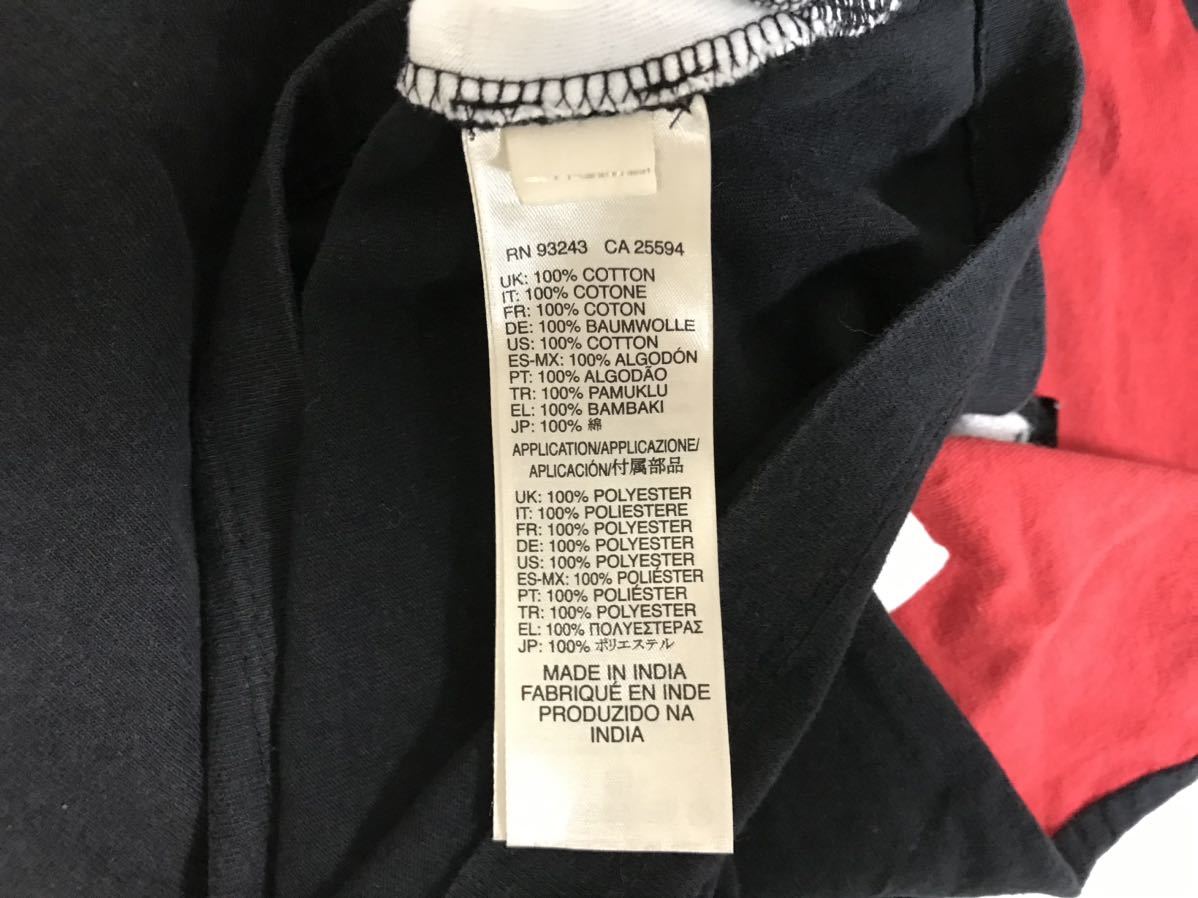 RN 93243 CA 25594
UK: 100% COTTON
IT: 100% COTONE
FR: 100% COTON
DE: 100% BAUMWOLLE
US: 100% COTTON
ES-MX: 100% ALGODÓN
PT: 100% ALGODÃO
TR: 100% PAMUKLU
EL: 100% BAMBAKI
JP: 100% 綿
APPLICATION/APPLICAZIONE/
APLICACIÓN/付属部品
UK: 100% POLYESTER
IT: 100% POLIESTERE
FR: 100% POLYESTER
DE: 100% POLYESTER
US: 100% POLYESTER
ES-MX: 100% POLIÉSTER
PT: 100% POLIÉSTER
TR: 100% POLYESTER
EL: 100% ΠΟΛΥΕΣΤΕΡΑΣ
JP: 100% ポリエステル
MADE IN INDIA
FABRIQUÉ EN INDE
PRODUZIDO NA
INDIA